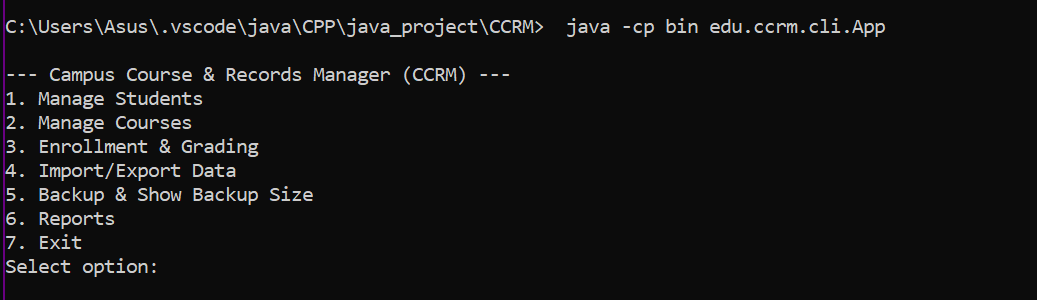 C:\Users\Asus\.vscode\java\CPP\java_project\CCRM>  java -cp bin edu.ccrm.cli.App
--- Campus Course & Records Manager (CCRM) ---
1. Manage Students
2. Manage Courses
3. Enrollment & Grading
4. Import/Export Data
5. Backup & Show Backup Size
6. Reports
7. Exit
Select option: